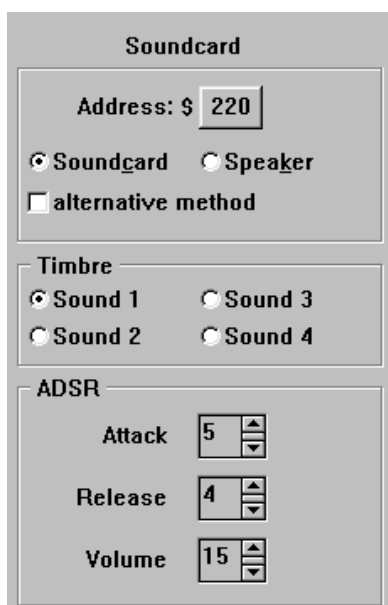 Soundcard
Address: $ 220
Soundcard Speaker
alternative method
Timbre
Sound 1 Sound 3
Sound 2 Sound 4
ADSR
Attack 5
Release 4
Volume 15